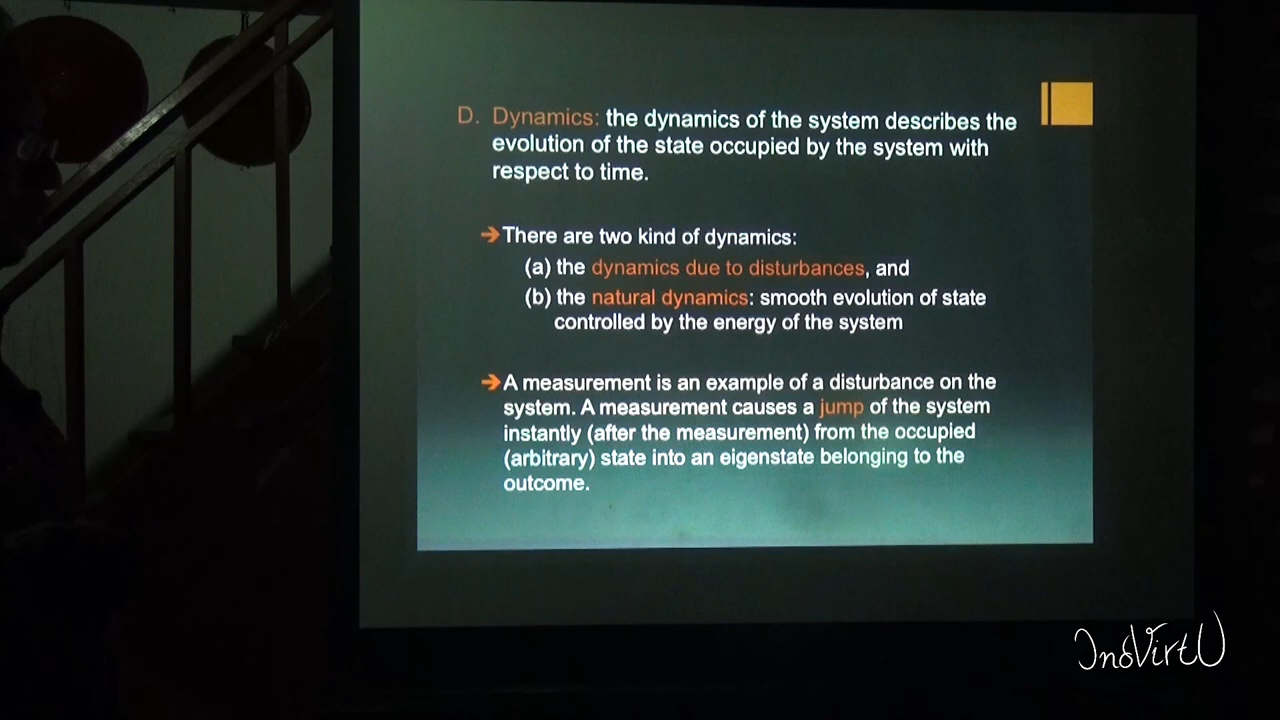 D. Dynamics: the dynamics of the system describes the
evolution of the state occupied by the system with
respect to time.
➔There are two kind of dynamics:
(a) the dynamics due to disturbances, and
(b) the natural dynamics: smooth evolution of state
controlled by the energy of the system
➔A measurement is an example of a disturbance on the
system. A measurement causes a jump of the system
instantly (after the measurement) from the occupied
(arbitrary) state into an eigenstate belonging to the
outcome.
InoVirtU